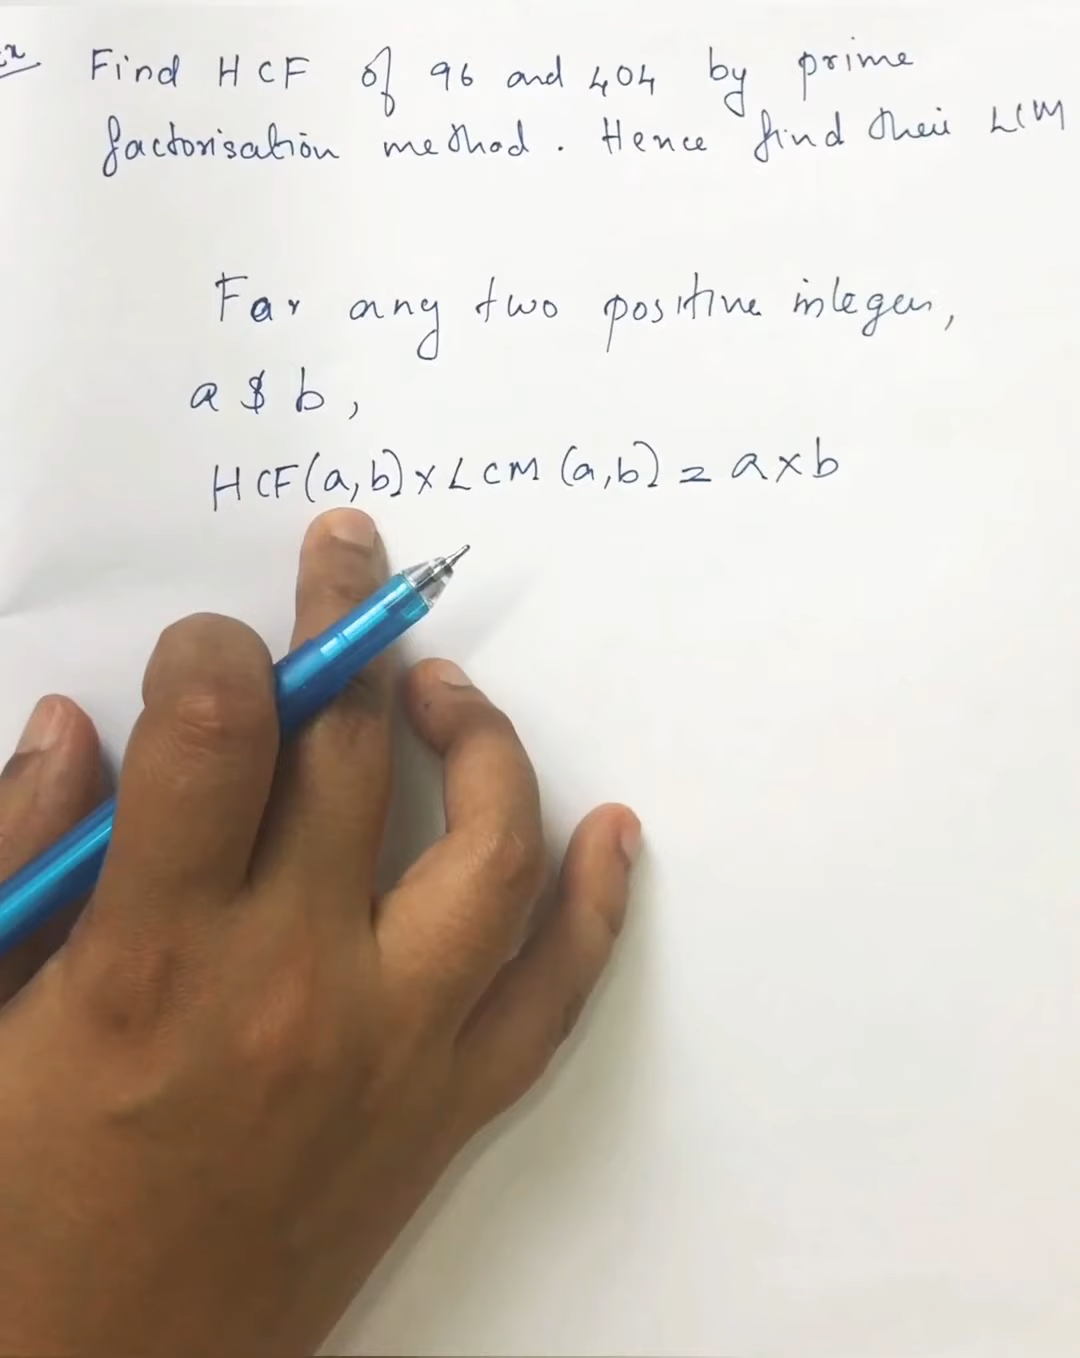 Ex Find HCF of 96 and 404 by prime
factorisation method. Hence find their LCM
For any two positive integers,
a & b,
HCF(a,b) x LCM (a,b) = a x b